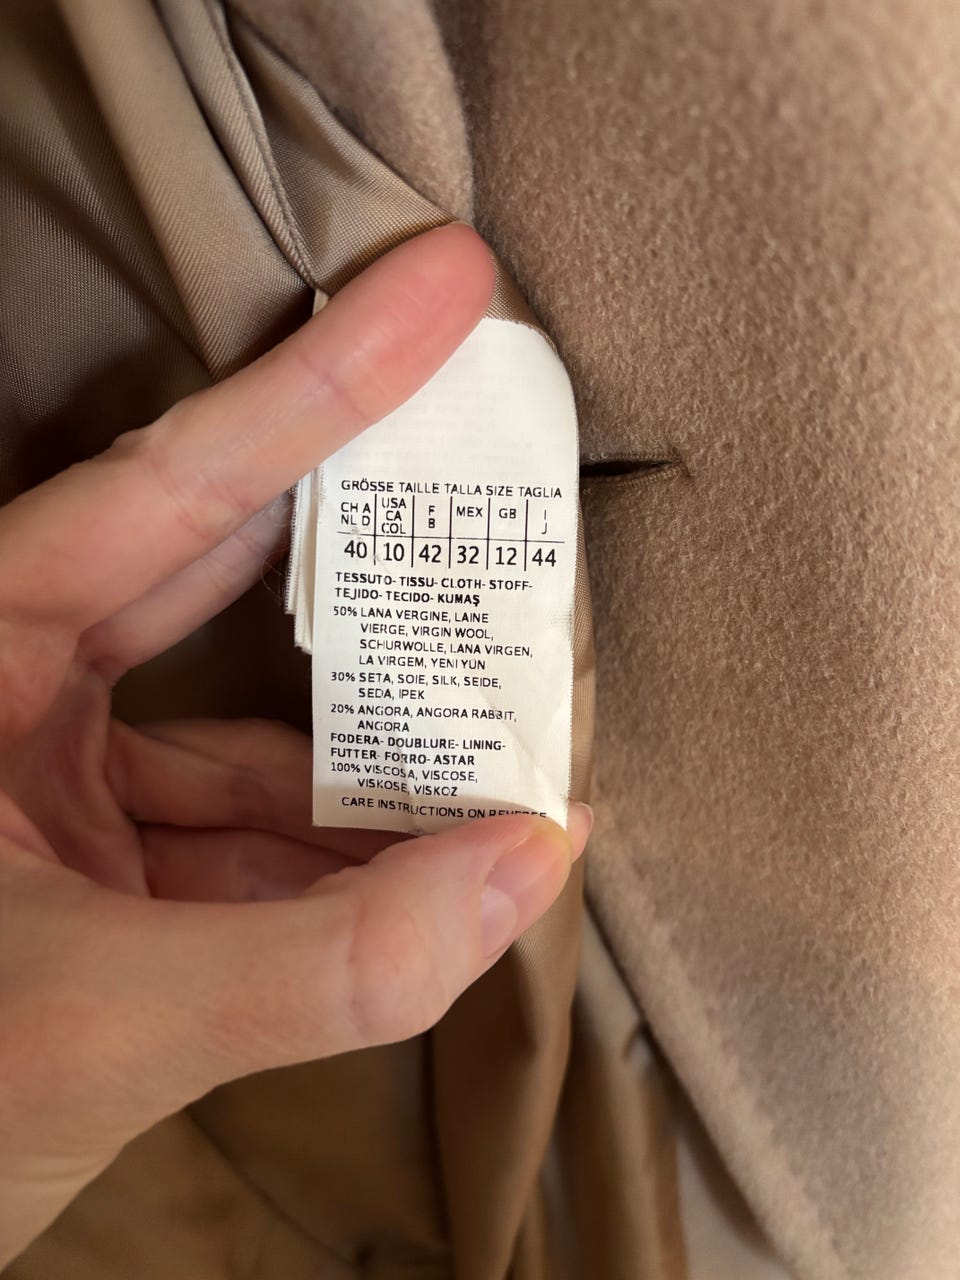 GRÖSSE TAILLE TALLA SIZE TAGLIA
CH A NL D | USA CA COL | F B | MEX | GB | I J
40 | 10 | 42 | 32 | 12 | 44
TESSUTO- TISSU- CLOTH- STOFF-
TEJIDO- TECIDO- KUMAŞ
50% LANA VERGINE, LAINE
VIERGE, VIRGIN WOOL,
SCHURWOLLE, LANA VIRGEN,
LA VIRGEM, YENI YÜN
30% SETA, SOIE, SILK, SEIDE,
SEDA, IPEK
20% ANGORA, ANGORA RABBIT,
ANGORA
FODERA- DOUBLURE- LINING-
FUTTER- FORRO- ASTAR
100% VISCOSA, VISCOSE,
VISKOSE, VISKOZ
CARE INSTRUCTIONS ON REVERSE